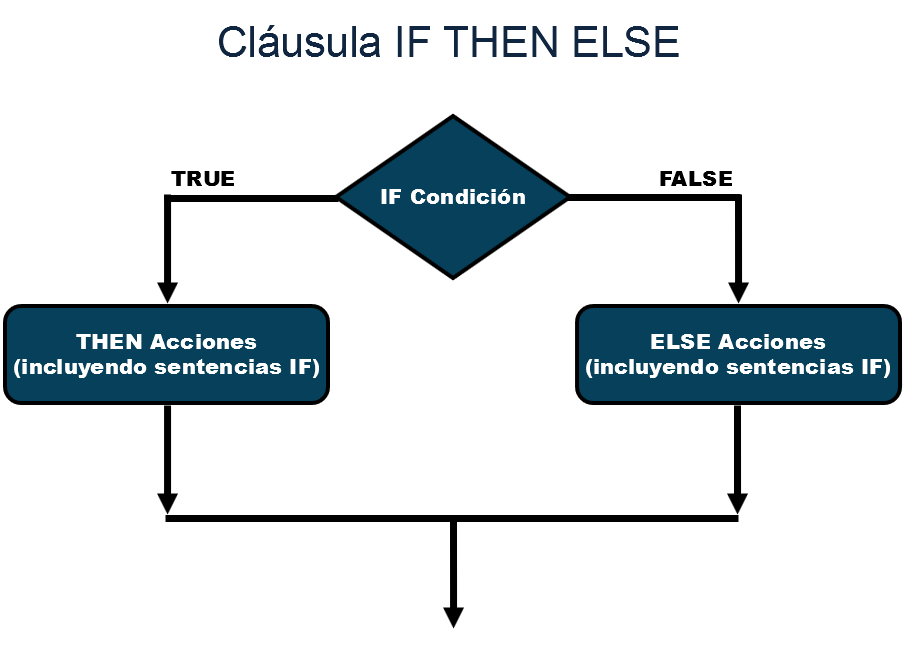 Cláusula IF THEN ELSE
TRUE
FALSE
IF Condición
THEN Acciones
(incluyendo sentencias IF)
ELSE Acciones
(incluyendo sentencias IF)